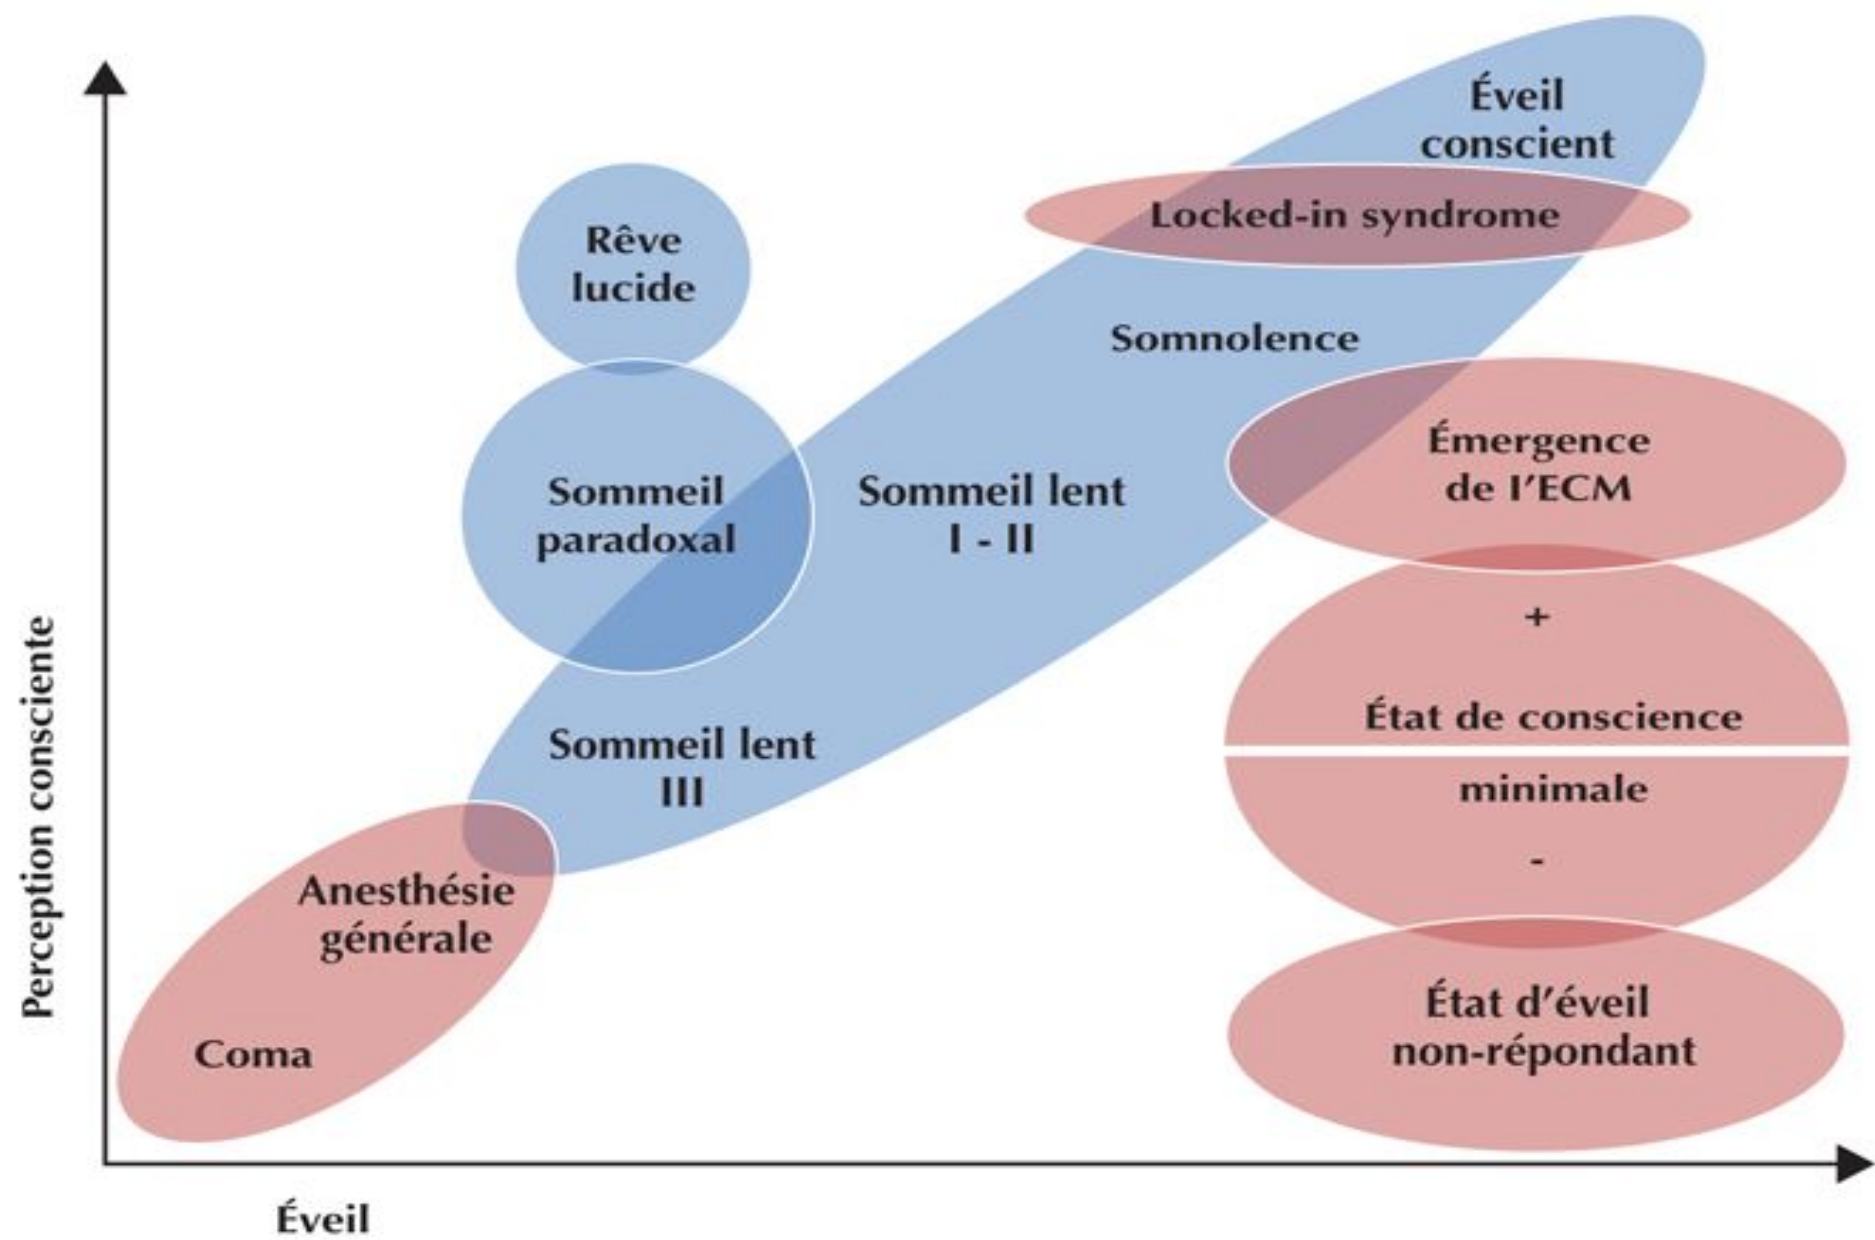 Éveil
conscient
Locked-in syndrome
Rêve
lucide
Somnolence
Émergence
de l'ECM
Sommeil
paradoxal
Sommeil lent
I - II
+
État de conscience
minimale
-
Sommeil lent
III
Anesthésie
générale
Coma
État d'éveil
non-répondant
Perception consciente
Éveil